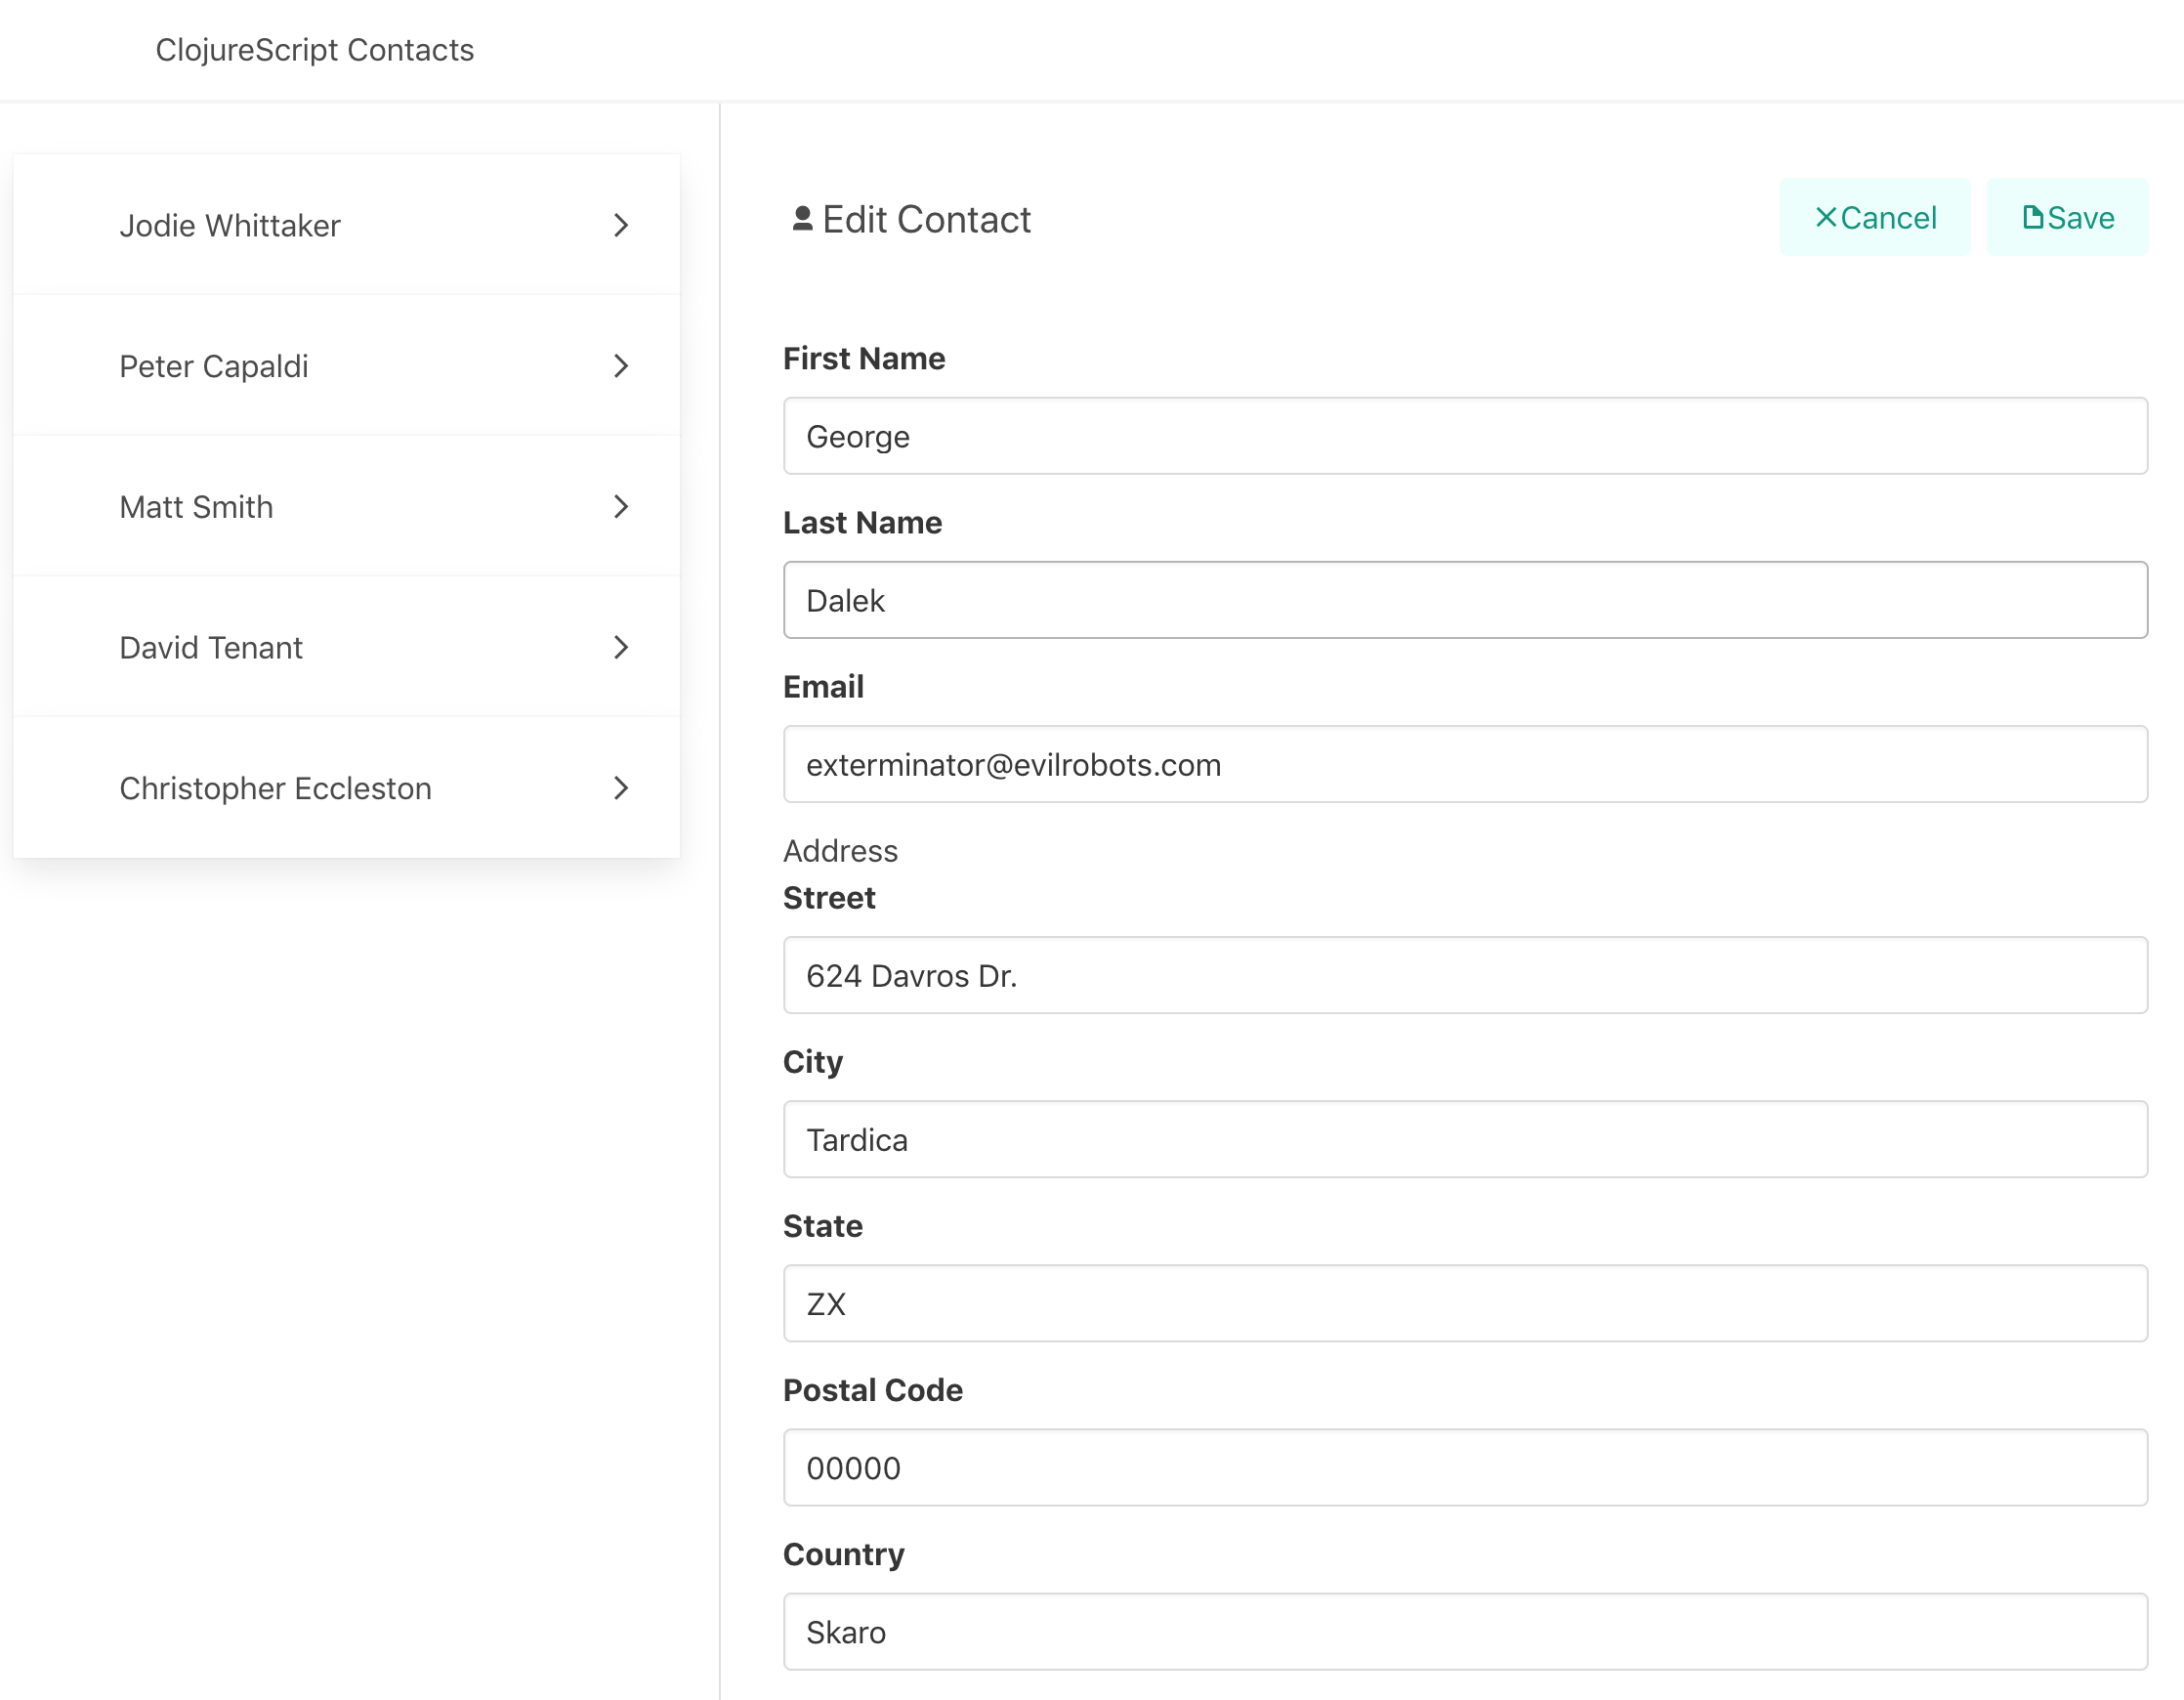 ClojureScript Contacts
Jodie Whittaker
Peter Capaldi
Matt Smith
David Tenant
Christopher Eccleston
Edit Contact
Cancel
Save
First Name
George
Last Name
Dalek
Email
exterminator@evilrobots.com
Address
Street
624 Davros Dr.
City
Tardica
State
ZX
Postal Code
00000
Country
Skaro